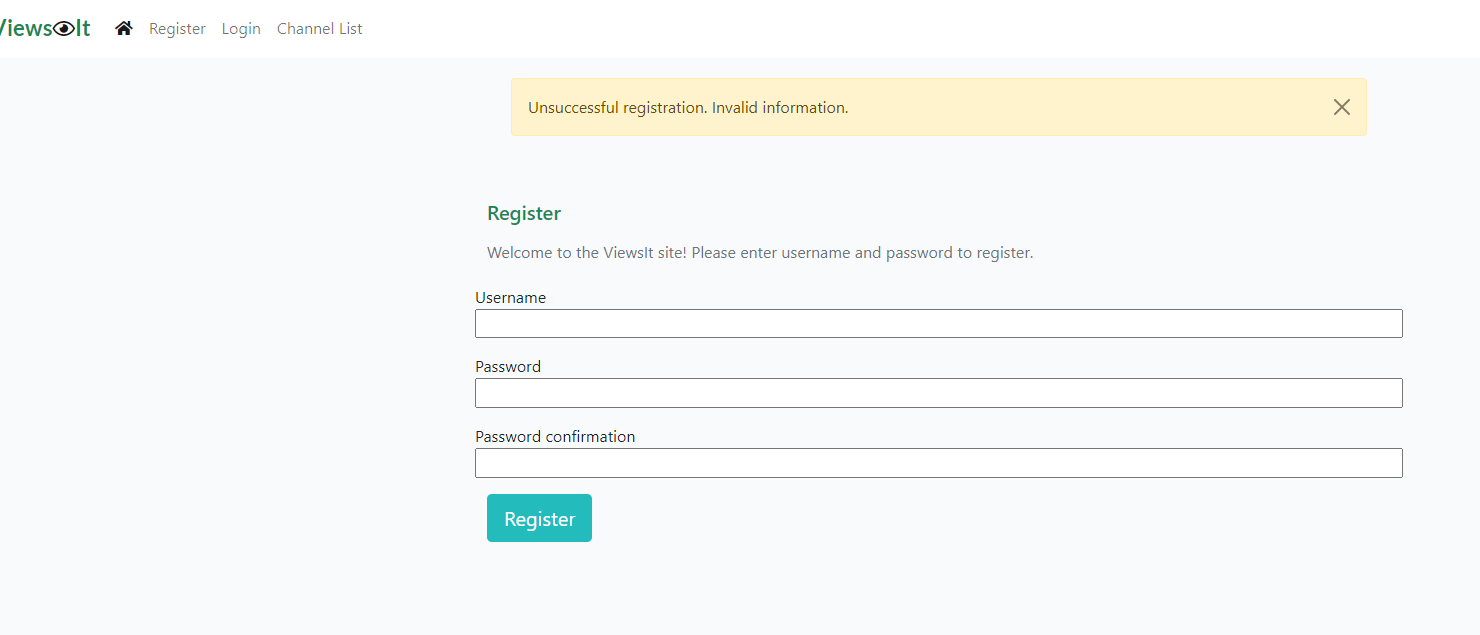 Views It
Register Login Channel List
Unsuccessful registration. Invalid information.
Register
Welcome to the ViewsIt site! Please enter username and password to register.
Username
Password
Password confirmation
Register